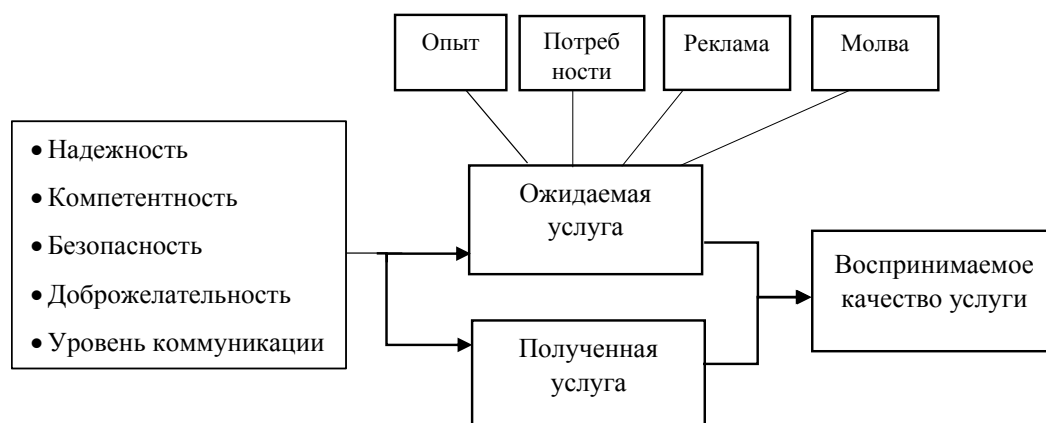 Опыт
Потреб
ности
Реклама
Молва
• Надежность
• Компетентность
• Безопасность
• Доброжелательность
• Уровень коммуникации
Ожидаемая
услуга
Полученная
услуга
Воспринимаемое
качество услуги